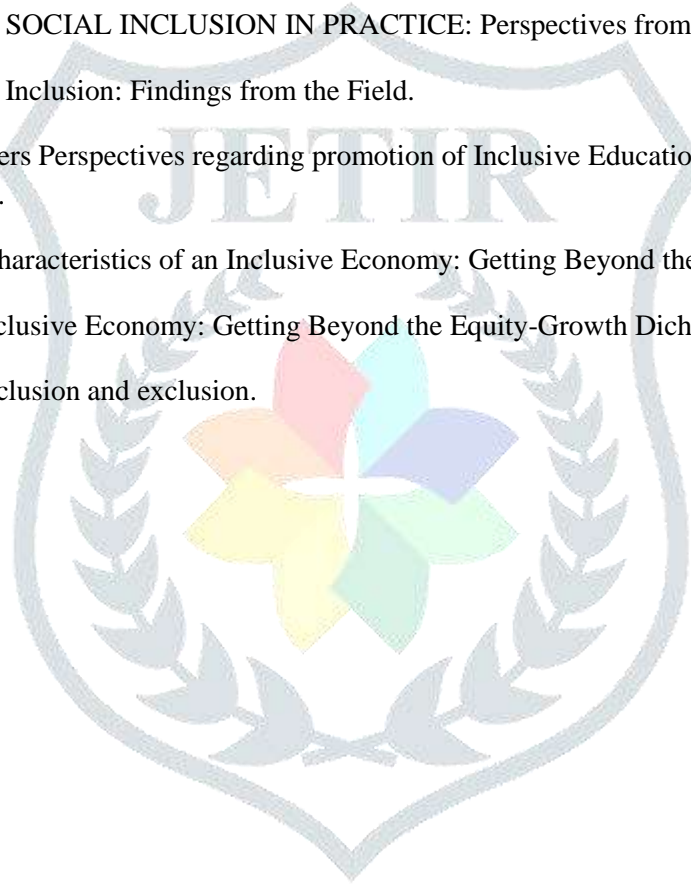 SOCIAL INCLUSION IN PRACTICE: Perspectives from
Inclusion: Findings from the Field.
ers Perspectives regarding promotion of Inclusive Educatio
.
haracteristics of an Inclusive Economy: Getting Beyond the
clusive Economy: Getting Beyond the Equity-Growth Dich
clusion and exclusion.
JETIR